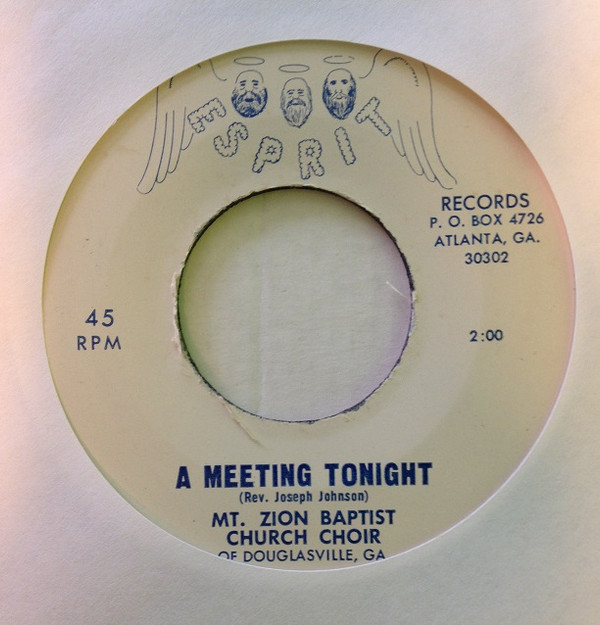 ESPRIT
RECORDS
P. O. BOX 4726
ATLANTA, GA.
30302
45
RPM
2:00
A MEETING TONIGHT
(Rev. Joseph Johnson)
MT. ZION BAPTIST
CHURCH CHOIR
OF DOUGLASVILLE, GA